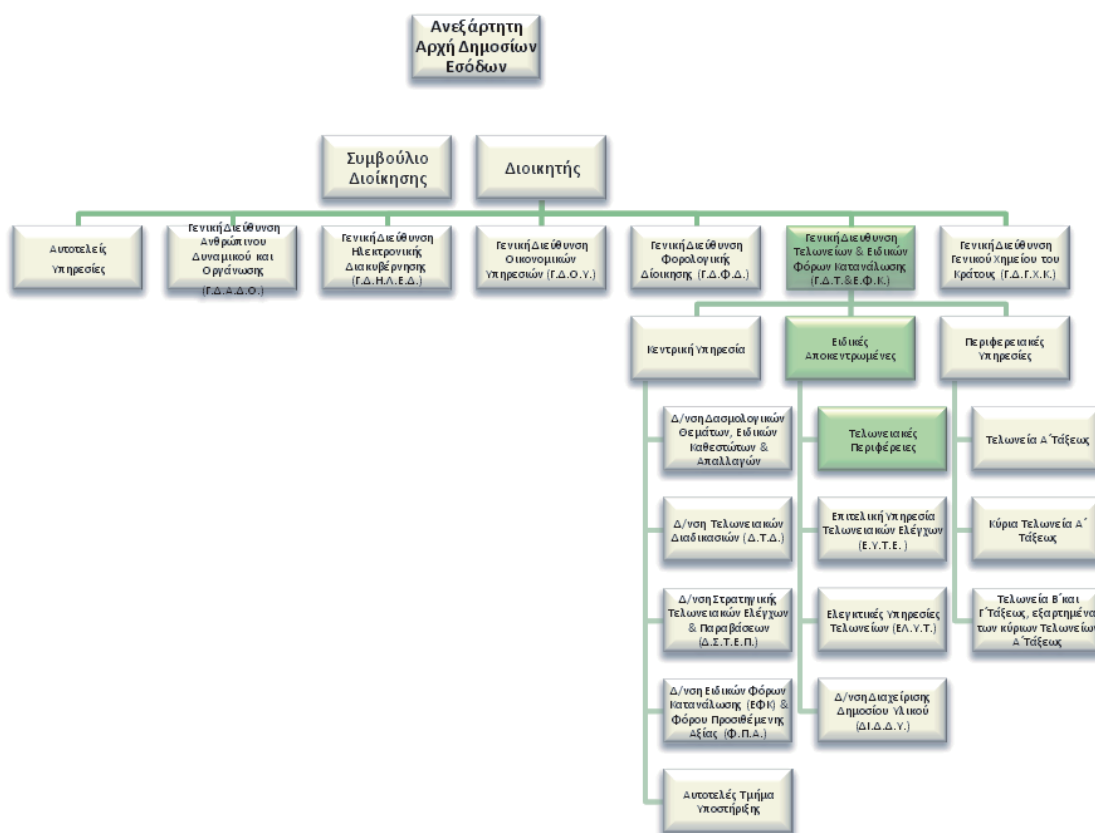 Ανεξάρτητη
Αρχή Δημοσίων
Εσόδων
Συμβούλιο
Διοίκησης
Διοικητής
Αυτοτελείς
Υπηρεσίες
Γενική Διεύθυνση
Ανθρώπινου
Δυναμικού και
Οργάνωσης
(Γ.Δ.Α.Δ.Ο.)
Γενική Διεύθυνση
Ηλεκτρονικής
Διακυβέρνησης
(Γ.Δ.Η.Λ.Ε.Δ.)
Γενική Διεύθυνση
Οικονομικών
Υπηρεσιών (Γ.Δ.Ο.Υ.)
Γενική Διεύθυνση
Φορολογικής
Δίοικησης (Γ.Δ.Φ.Δ.)
Γενική Διευθυνση
Τελωνείων & Ειδικών
Φόρων Κατανάλωσης
(Γ.Δ.Τ.&Ε.Φ.Κ.)
Γενική Διεύθυνση
Γενικού Χημείου του
Κράτους (Γ.Δ.Γ.Χ.Κ.)
Κεντρική Υπηρεσία
Ειδικές
Αποκεντρωμένες
Περιφερειακές
Υπηρεσίες
Δ/νση Δασμολογικών
Θεμάτων, Ειδικών
Καθεστώτων &
Απαλλαγών
Δ/νση Τελωνειακών
Διαδικασιών (Δ.Τ.Δ.)
Δ/νση Στρατηγικής
Τελωνειακών Ελέγχων
& Παραβάσεων
(Δ.Σ.Τ.Ε.Π.)
Δ/νση Ειδικών Φόρων
Κατανάλωσης (ΕΦΚ) &
Φόρου Προσιθέμενης
Αξίας (Φ.Π.Α.)
Αυτοτελές Τμήμα
Υποστήριξης
Τελωνειακές
Περιφέρειες
Επιτελική Υπηρεσία
Τελωνειακών Ελέγχων
(Ε.Υ.Τ.Ε.)
Ελεγκτικές Υπηρεσίες
Τελωνείων (ΕΛ.Υ.Τ.)
Δ/νση Διαχείρισης
Δημοσίου Υλικού
(ΔΙ.Δ.Δ.Υ.)
Τελωνεία Α΄Τάξεως
Κύρια Τελωνεία Α΄
Τάξεως
Τελωνεία Β΄και
Γ΄Τάξεως, εξαρτημένα
των κύριων Τελωνείων
Α΄Τάξεως